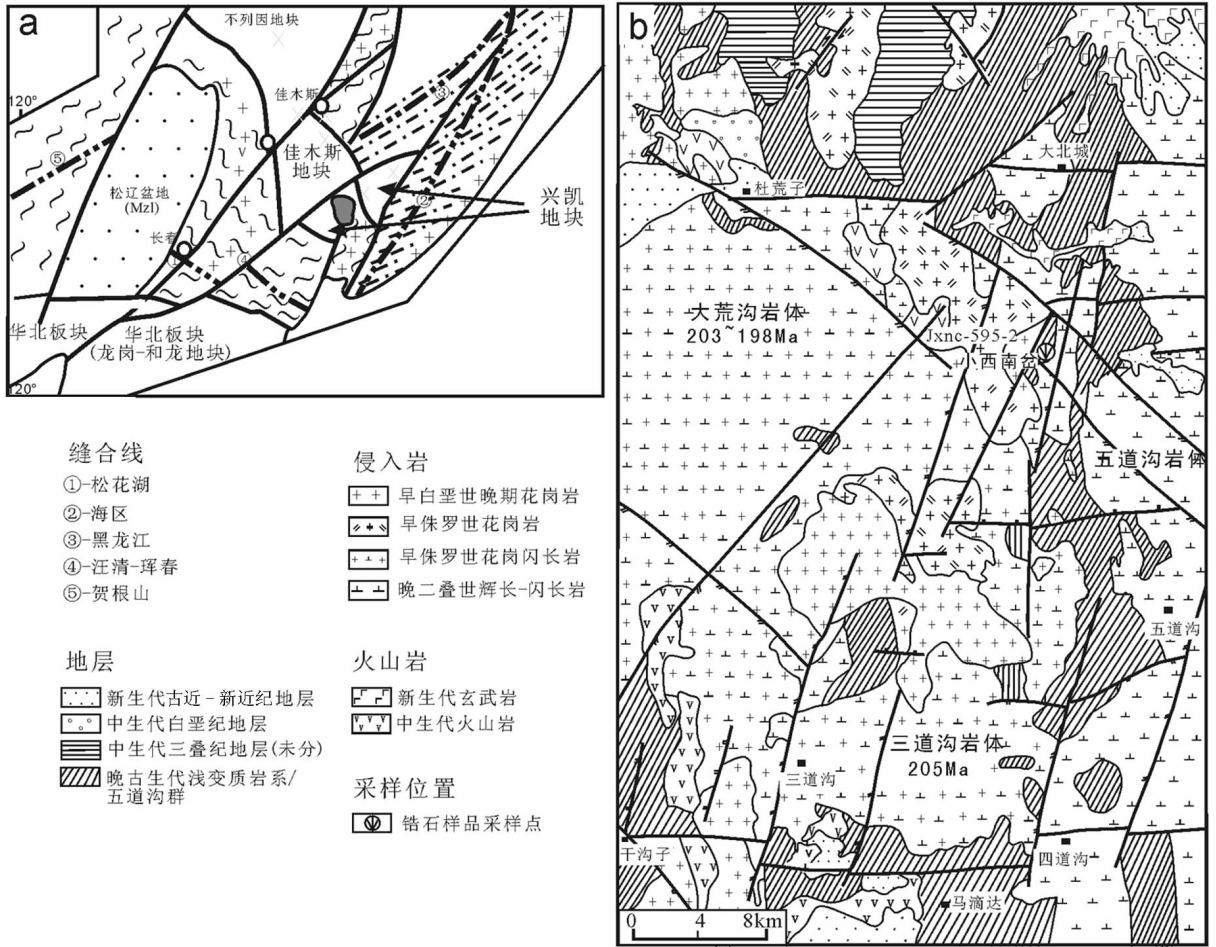 a
不列因地块
120°
佳木斯
③
佳木斯
地块
⑤
松辽盆地
(Mzl)
②
兴凯
地块
长春
①
④
华北板块
华北板块
(龙岗-和龙地块)
120°
缝合线
①-松花湖
②-海区
③-黑龙江
④-汪清-珲春
⑤-贺根山
地层
新生代古近-新近纪地层
中生代白垩纪地层
中生代三叠纪地层(未分)
晚古生代浅变质岩系/
五道沟群
侵入岩
早白垩世晚期花岗岩
早侏罗世花岗岩
早侏罗世花岗闪长岩
晚二叠世辉长-闪长岩
火山岩
新生代玄武岩
中生代火山岩
采样位置
锆石样品采样点
b
大北城
杜荒子
大荒沟岩体
203~198Ma
Jxnc-595-2
小西南岔
五道沟岩体
五道沟
三道沟岩体
205Ma
三道沟
干沟子
四道沟
马滴达
0 4 8km